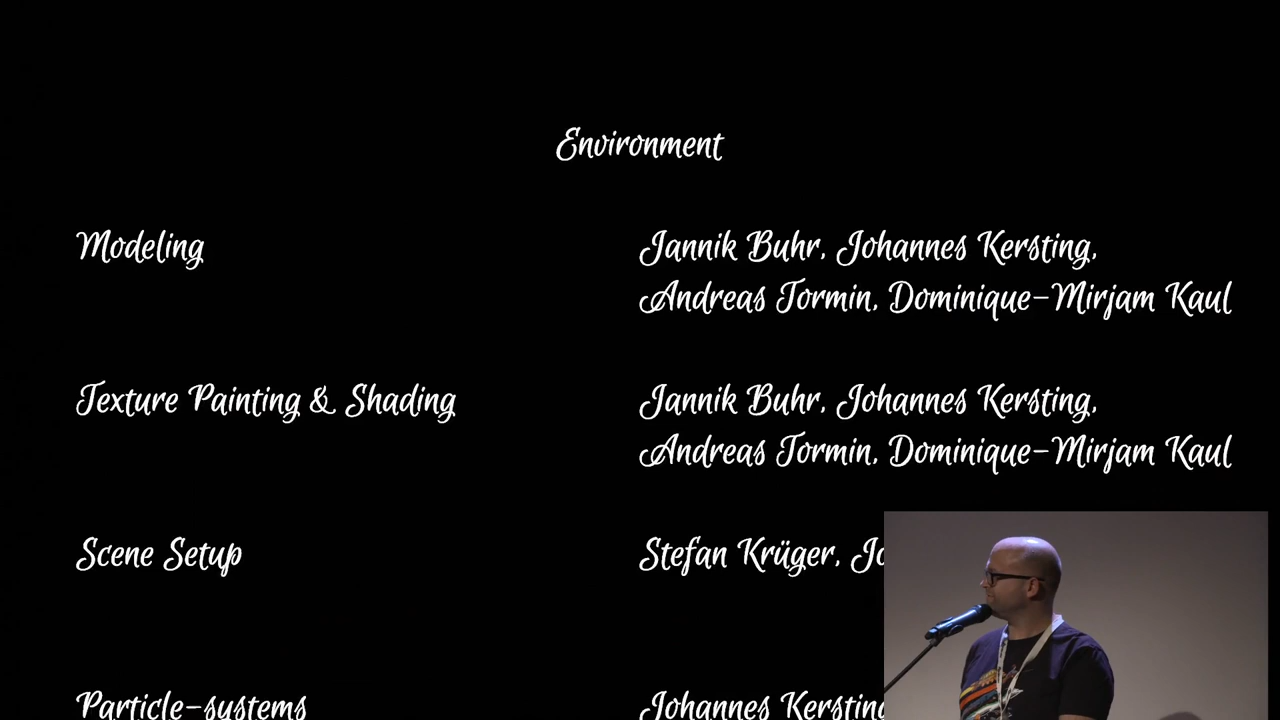 Environment
Modeling
Jannik Buhr, Johannes Kersting,
Andreas Tormin, Dominique-Mirjam Kaul
Texture Painting & Shading
Jannik Buhr, Johannes Kersting,
Andreas Tormin, Dominique-Mirjam Kaul
Scene Setup
Stefan Krüger,
Particle-systems
Johannes Kersting